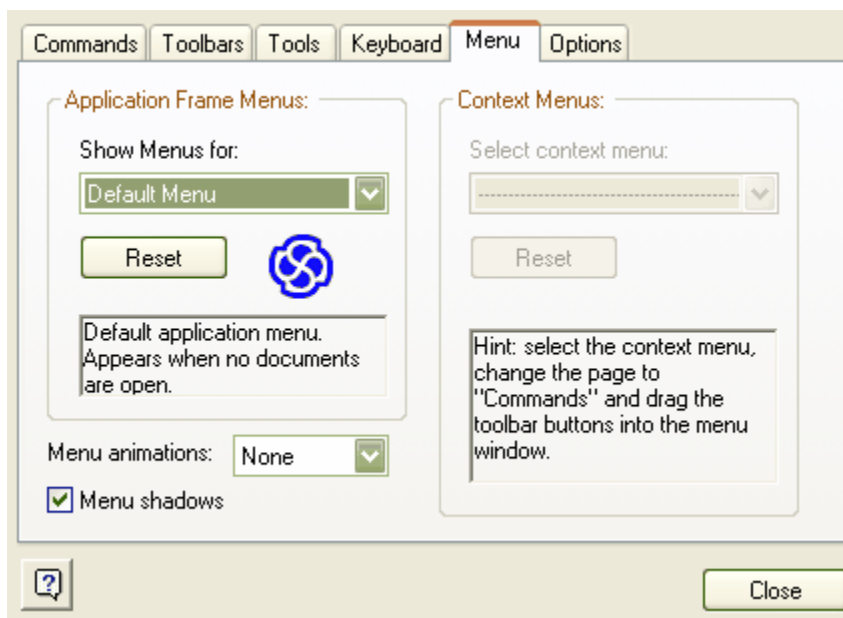 Commands Toolbars Tools Keyboard Menu Options
Application Frame Menus:
Show Menus for:
Default Menu
Reset
Default application menu.
Appears when no documents
are open.
Menu animations: None
Menu shadows
Context Menus:
Select context menu:
Reset
Hint: select the context menu,
change the page to
"Commands" and drag the
toolbar buttons into the menu
window.
Close